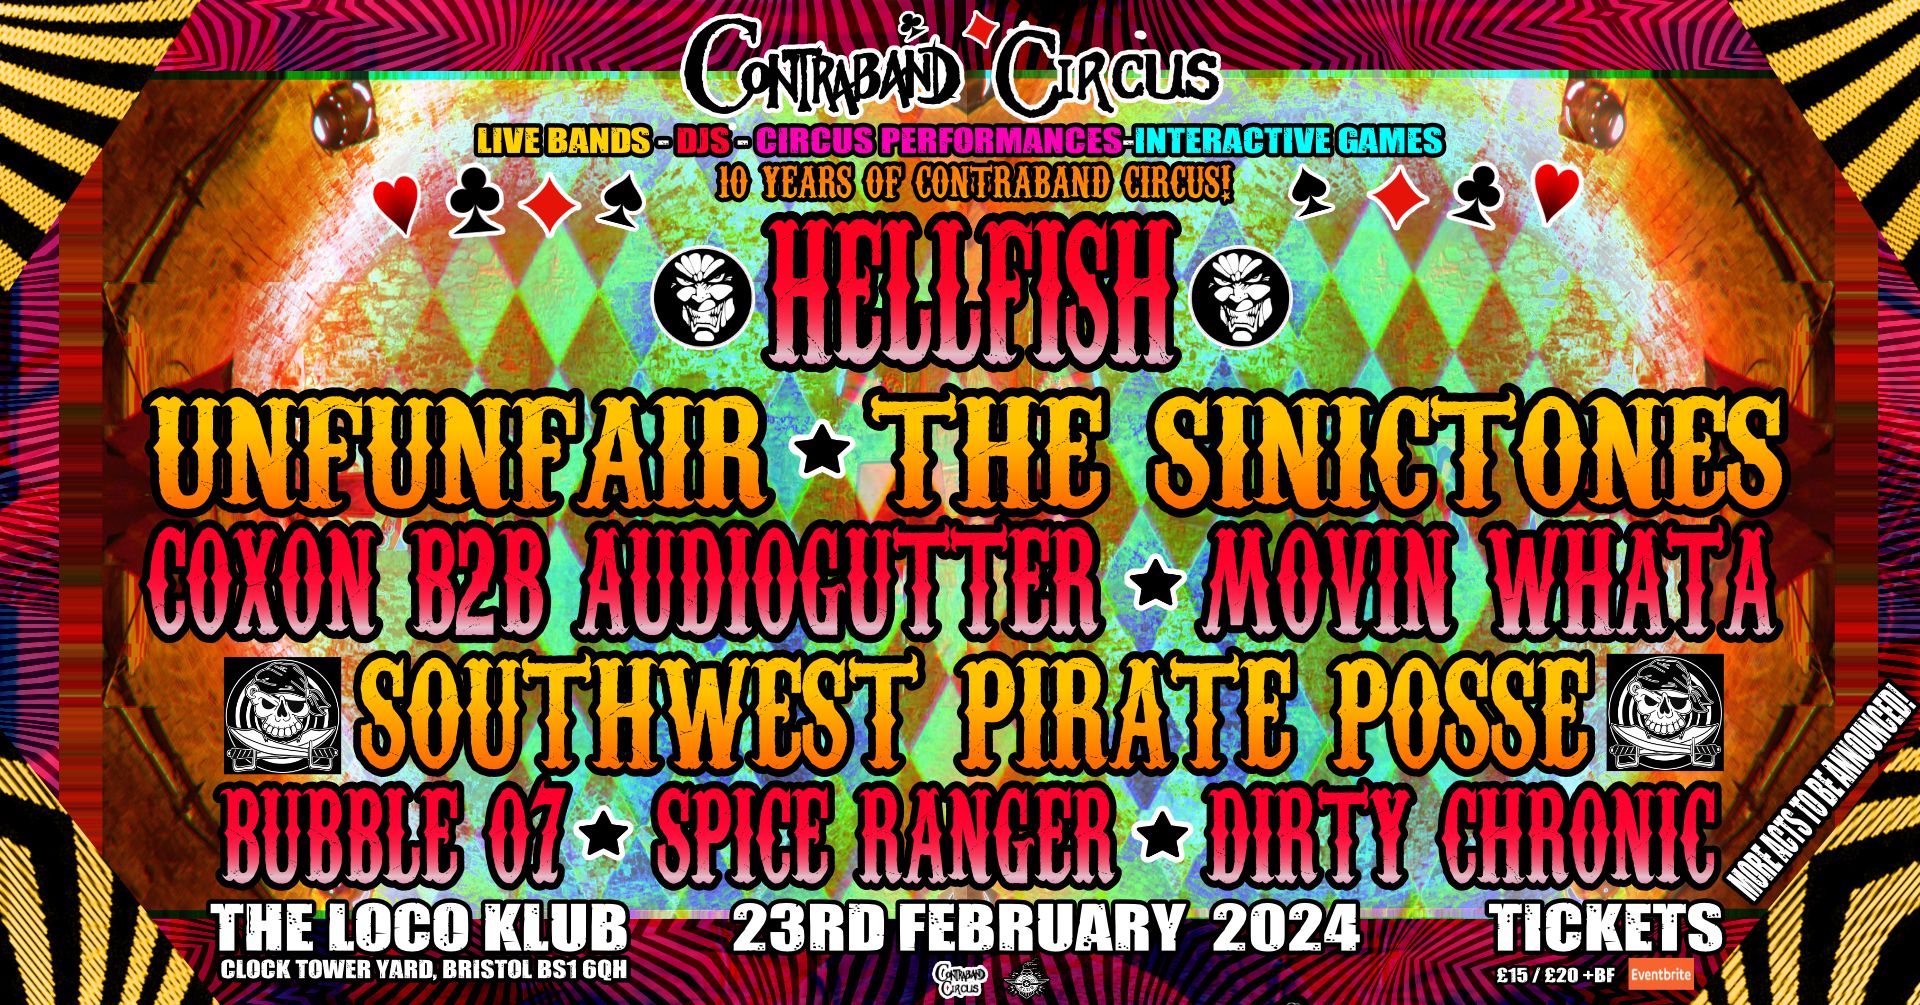 CONTRABAND CIRCUS
LIVE BANDS - DJS - CIRCUS PERFORMANCES-INTERACTIVE GAMES
10 YEARS OF CONTRABAND CIRCUS!
HELLFISH
UNFUNFAIR ★ THE SINICTONES
COXON B2B AUDIOGUTTER ★ MOVIN WHATA
SOUTHWEST PIRATE POSSE
BUBBLE 07 ★ SPICE RANGER ★ DIRTY CHRONIC
MORE ACTS TO BE ANNOUNCED!
THE LOCO KLUB 23RD FEBRUARY 2024 TICKETS
CLOCK TOWER YARD, BRISTOL BS1 6QH
£15 / £20 +BF Eventbrite
CONTRABAND
CIRCUS